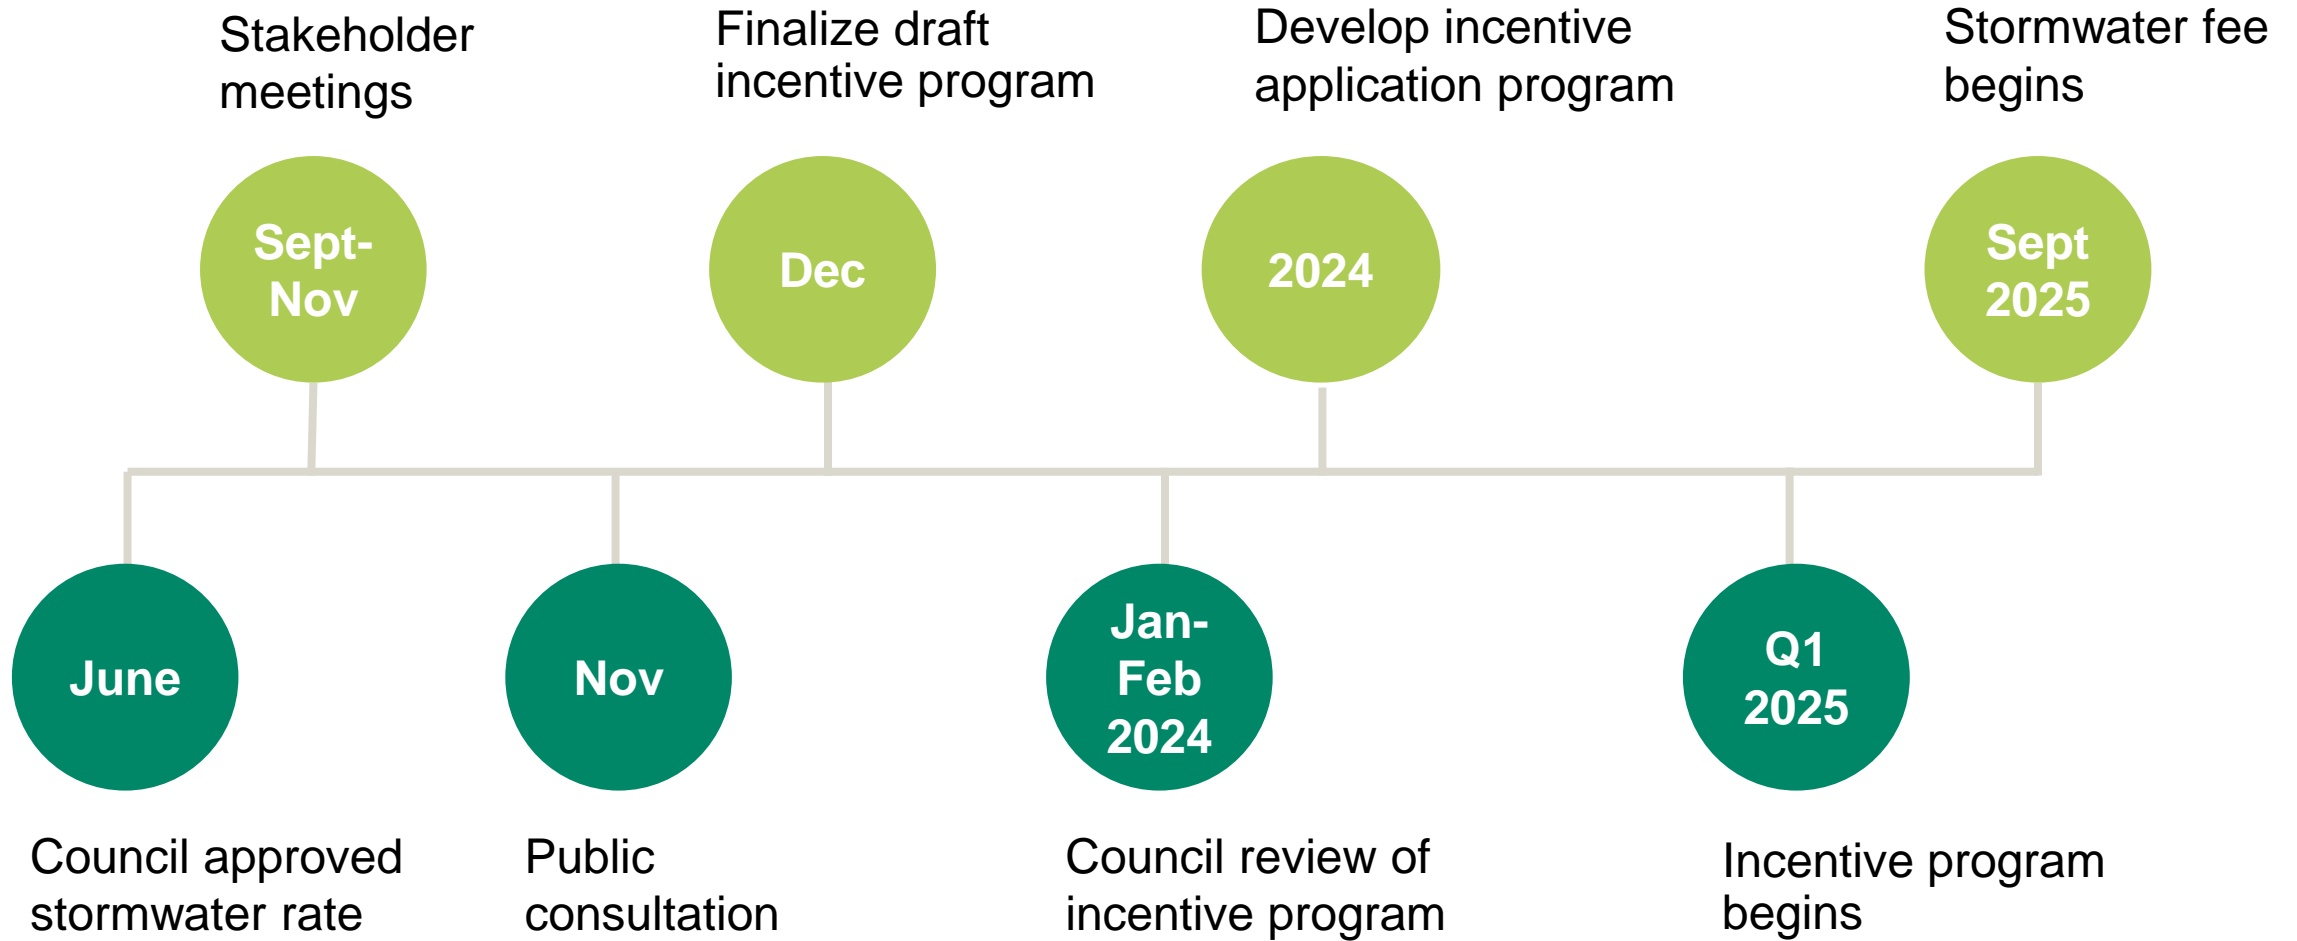 Stakeholder
meetings
Finalize draft
incentive program
Develop incentive
application program
Stormwater fee
begins
Sept-
Nov
Dec
2024
Sept
2025
June
Nov
Jan-
Feb
2024
Q1
2025
Council approved
stormwater rate
Public
consultation
Council review of
incentive program
Incentive program
begins